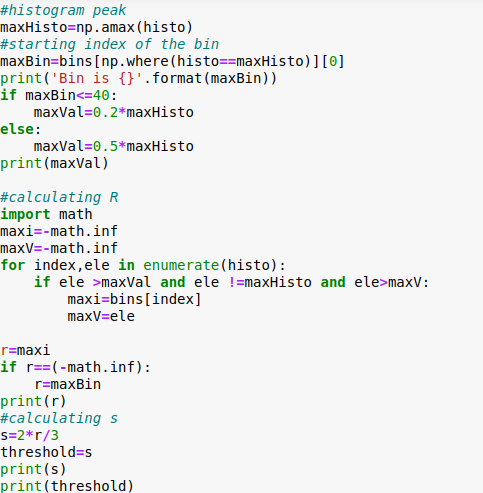 #histogram peak
maxHisto=np.amax(histo)
#starting index of the bin
maxBin=bins[np.where(histo==maxHisto)][0]
print('Bin is {}'.format(maxBin))
if maxBin<=40:
    maxVal=0.2*maxHisto
else:
    maxVal=0.5*maxHisto
print(maxVal)

#calculating R
import math
maxi=-math.inf
maxV=-math.inf
for index,ele in enumerate(histo):
    if ele >maxVal and ele !=maxHisto and ele>maxV:
        maxi=bins[index]
        maxV=ele

r=maxi
if r==(-math.inf):
    r=maxBin
print(r)
#calculating s
s=2*r/3
threshold=s
print(s)
print(threshold)